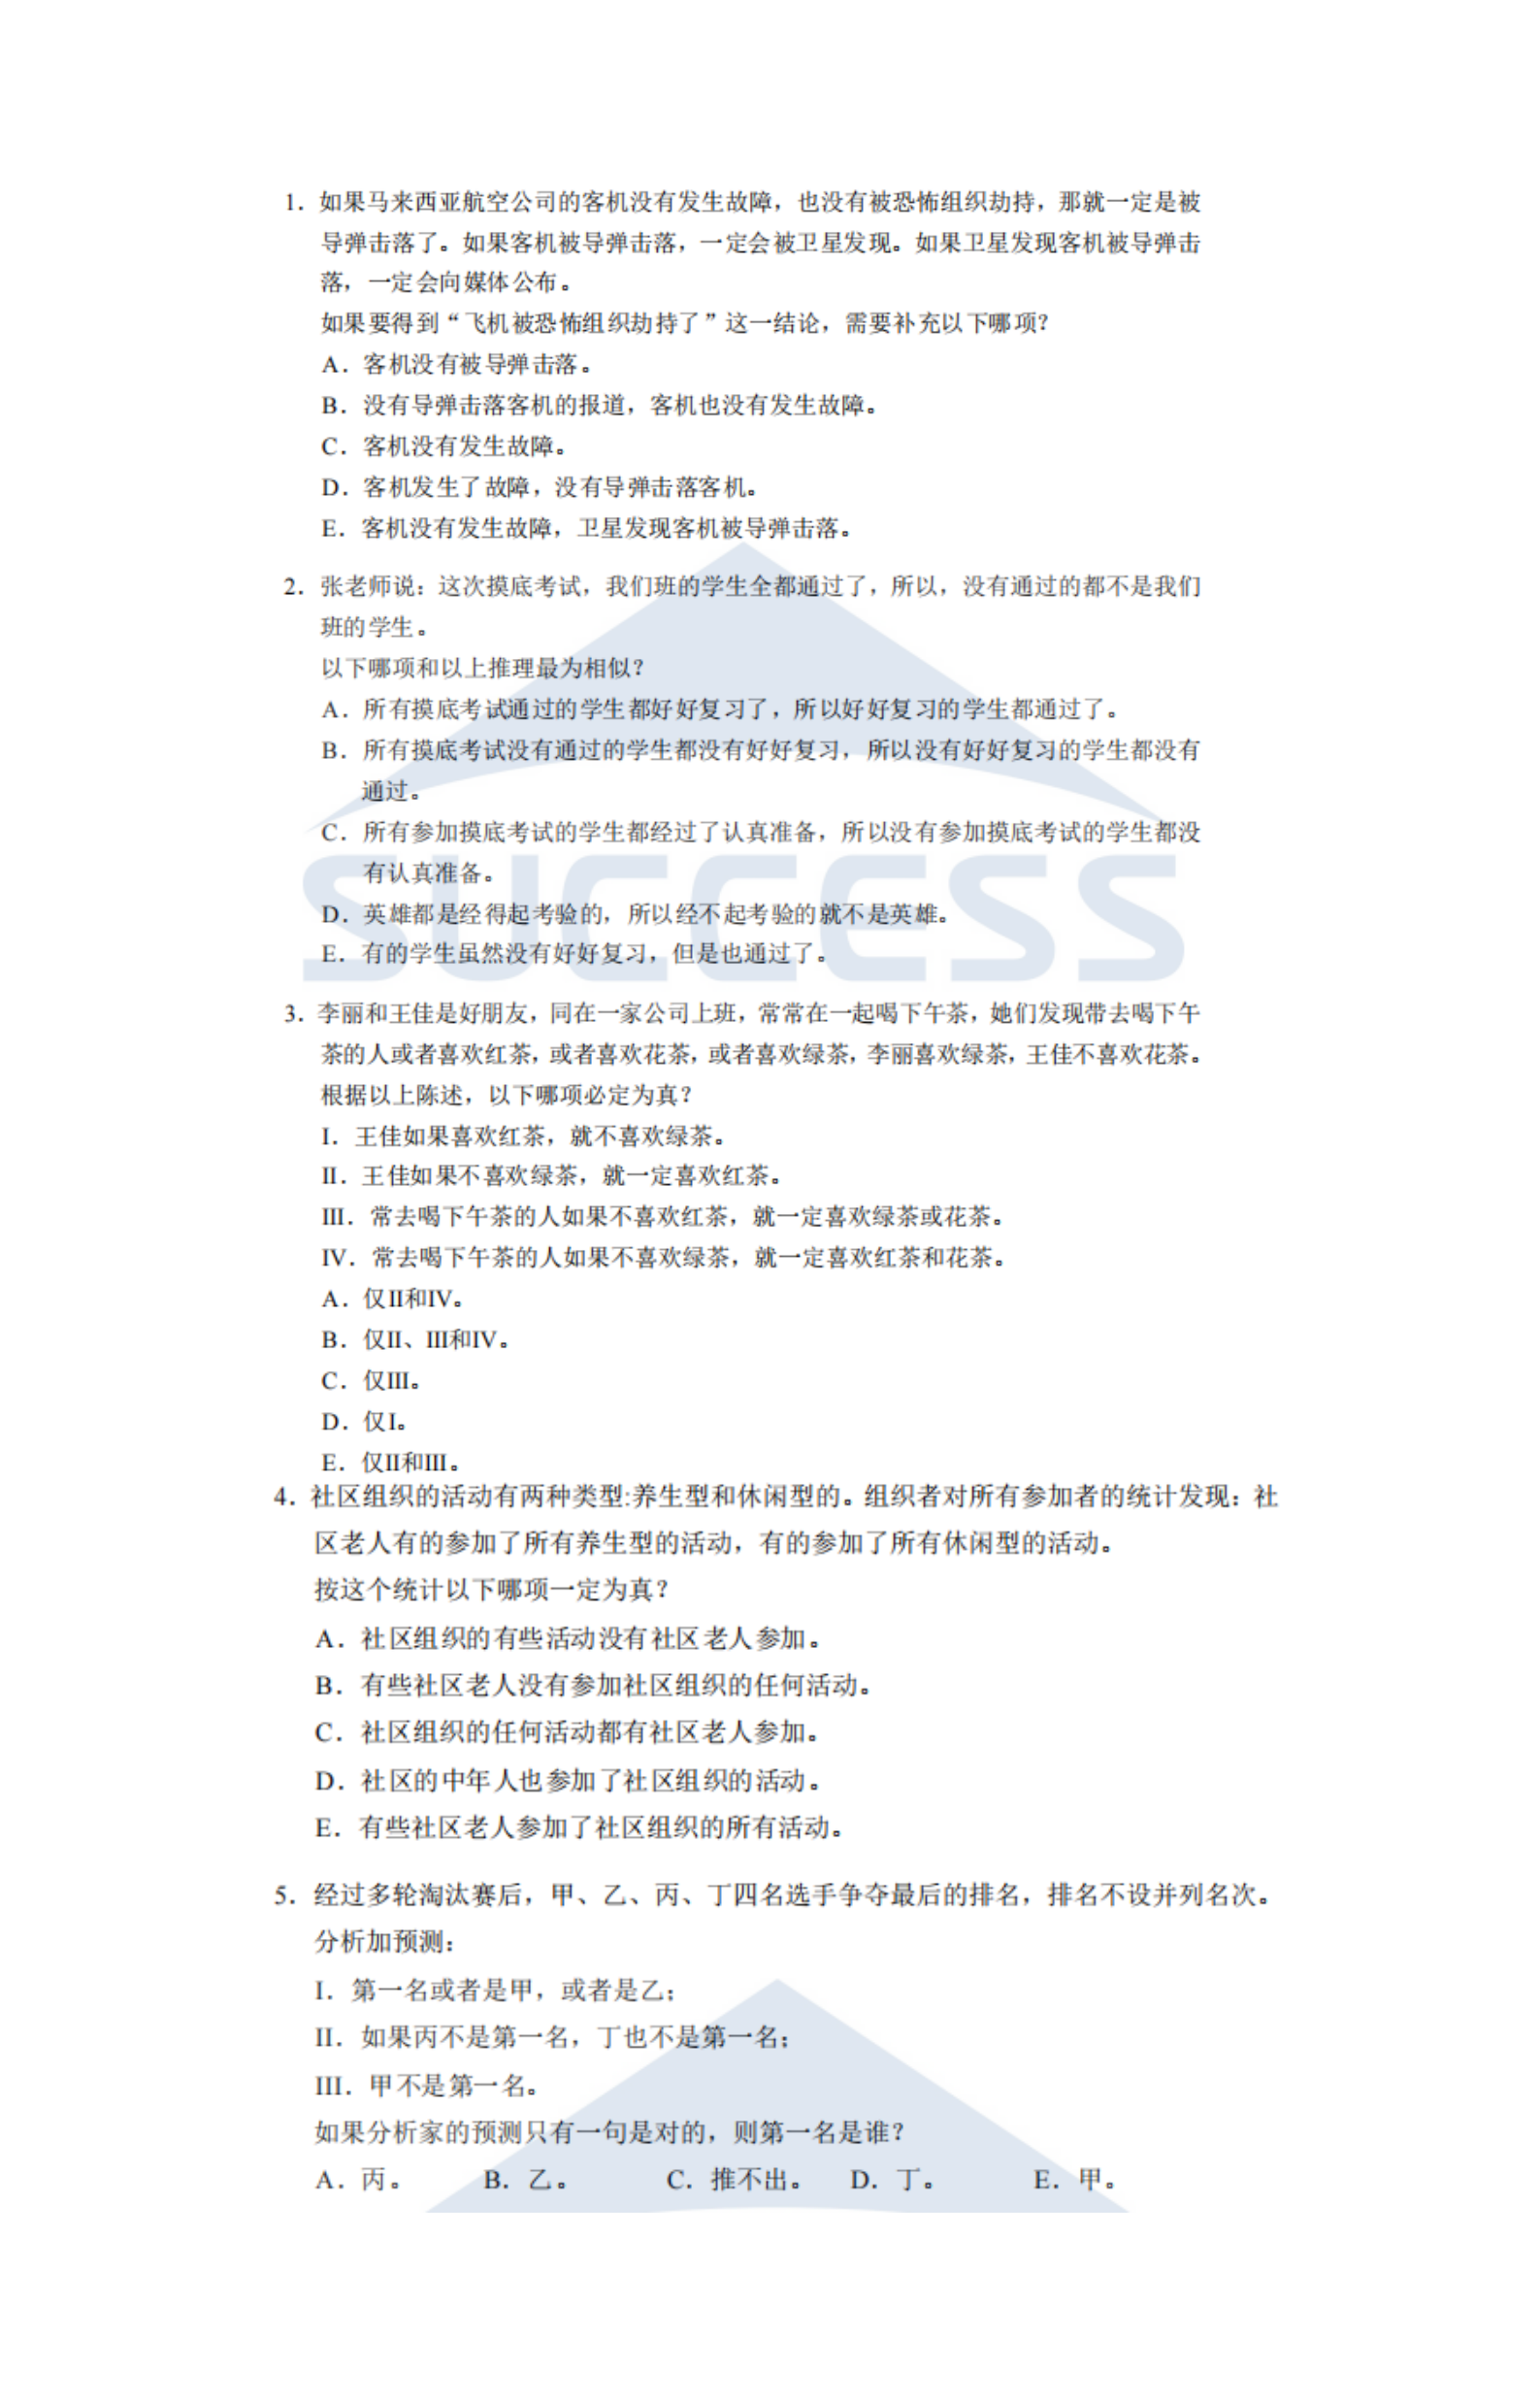 1. 如果马来西亚航空公司的客机没有发生故障，也没有被恐怖组织劫持，那就一定是被
导弹击落了。如果客机被导弹击落，一定会被卫星发现。如果卫星发现客机被导弹击
落，一定会向媒体公布。
如果要得到“飞机被恐怖组织劫持了”这一结论，需要补充以下哪项？
A. 客机没有被导弹击落。
B. 没有导弹击落客机的报道，客机也没有发生故障。
C. 客机没有发生故障。
D. 客机发生了故障，没有导弹击落客机。
E. 客机没有发生故障，卫星发现客机被导弹击落。
2. 张老师说：这次摸底考试，我们班的学生全都通过了，所以，没有通过的都不是我们
班的学生。
以下哪项和以上推理最为相似？
A. 所有摸底考试通过的学生都好好复习了，所以好好复习的学生都通过了。
B. 所有摸底考试没有通过的学生都没有好好复习，所以没有好好复习的学生都没有
通过。
C. 所有参加摸底考试的学生都经过了认真准备，所以没有参加摸底考试的学生都没
有认真准备。
SUCCESS
D. 英雄都是经得起考验的，所以经不起考验的就不是英雄。
E. 有的学生虽然没有好好复习，但是也通过了。
3. 李丽和王佳是好朋友，同在一家公司上班，常常在一起喝下午茶，她们发现带去喝下午
茶的人或者喜欢红茶，或者喜欢花茶，或者喜欢绿茶，李丽喜欢绿茶，王佳不喜欢花茶。
根据以上陈述，以下哪项必定为真？
I. 王佳如果喜欢红茶，就不喜欢绿茶。
II. 王佳如果不喜欢绿茶，就一定喜欢红茶。
III. 常去喝下午茶的人如果不喜欢红茶，就一定喜欢绿茶或花茶。
IV. 常去喝下午茶的人如果不喜欢绿茶，就一定喜欢红茶和花茶。
A. 仅II和IV。
B. 仅II、III和IV。
C. 仅III。
D. 仅I。
E. 仅II和III。
4. 社区组织的活动有两种类型:养生型和休闲型的。组织者对所有参加者的统计发现：社
区老人有的参加了所有养生型的活动，有的参加了所有休闲型的活动。
按这个统计以下哪项一定为真？
A. 社区组织的有些活动没有社区老人参加。
B. 有些社区老人没有参加社区组织的任何活动。
C. 社区组织的任何活动都有社区老人参加。
D. 社区的中年人也参加了社区组织的活动。
E. 有些社区老人参加了社区组织的所有活动。
5. 经过多轮淘汰赛后，甲、乙、丙、丁四名选手争夺最后的排名，排名不设并列名次。
分析加预测：
I. 第一名或者是甲，或者是乙；
II. 如果丙不是第一名，丁也不是第一名；
III. 甲不是第一名。
如果分析家的预测只有一句是对的，则第一名是谁？
A. 丙。 B. 乙。 C. 推不出。 D. 丁。 E. 甲。